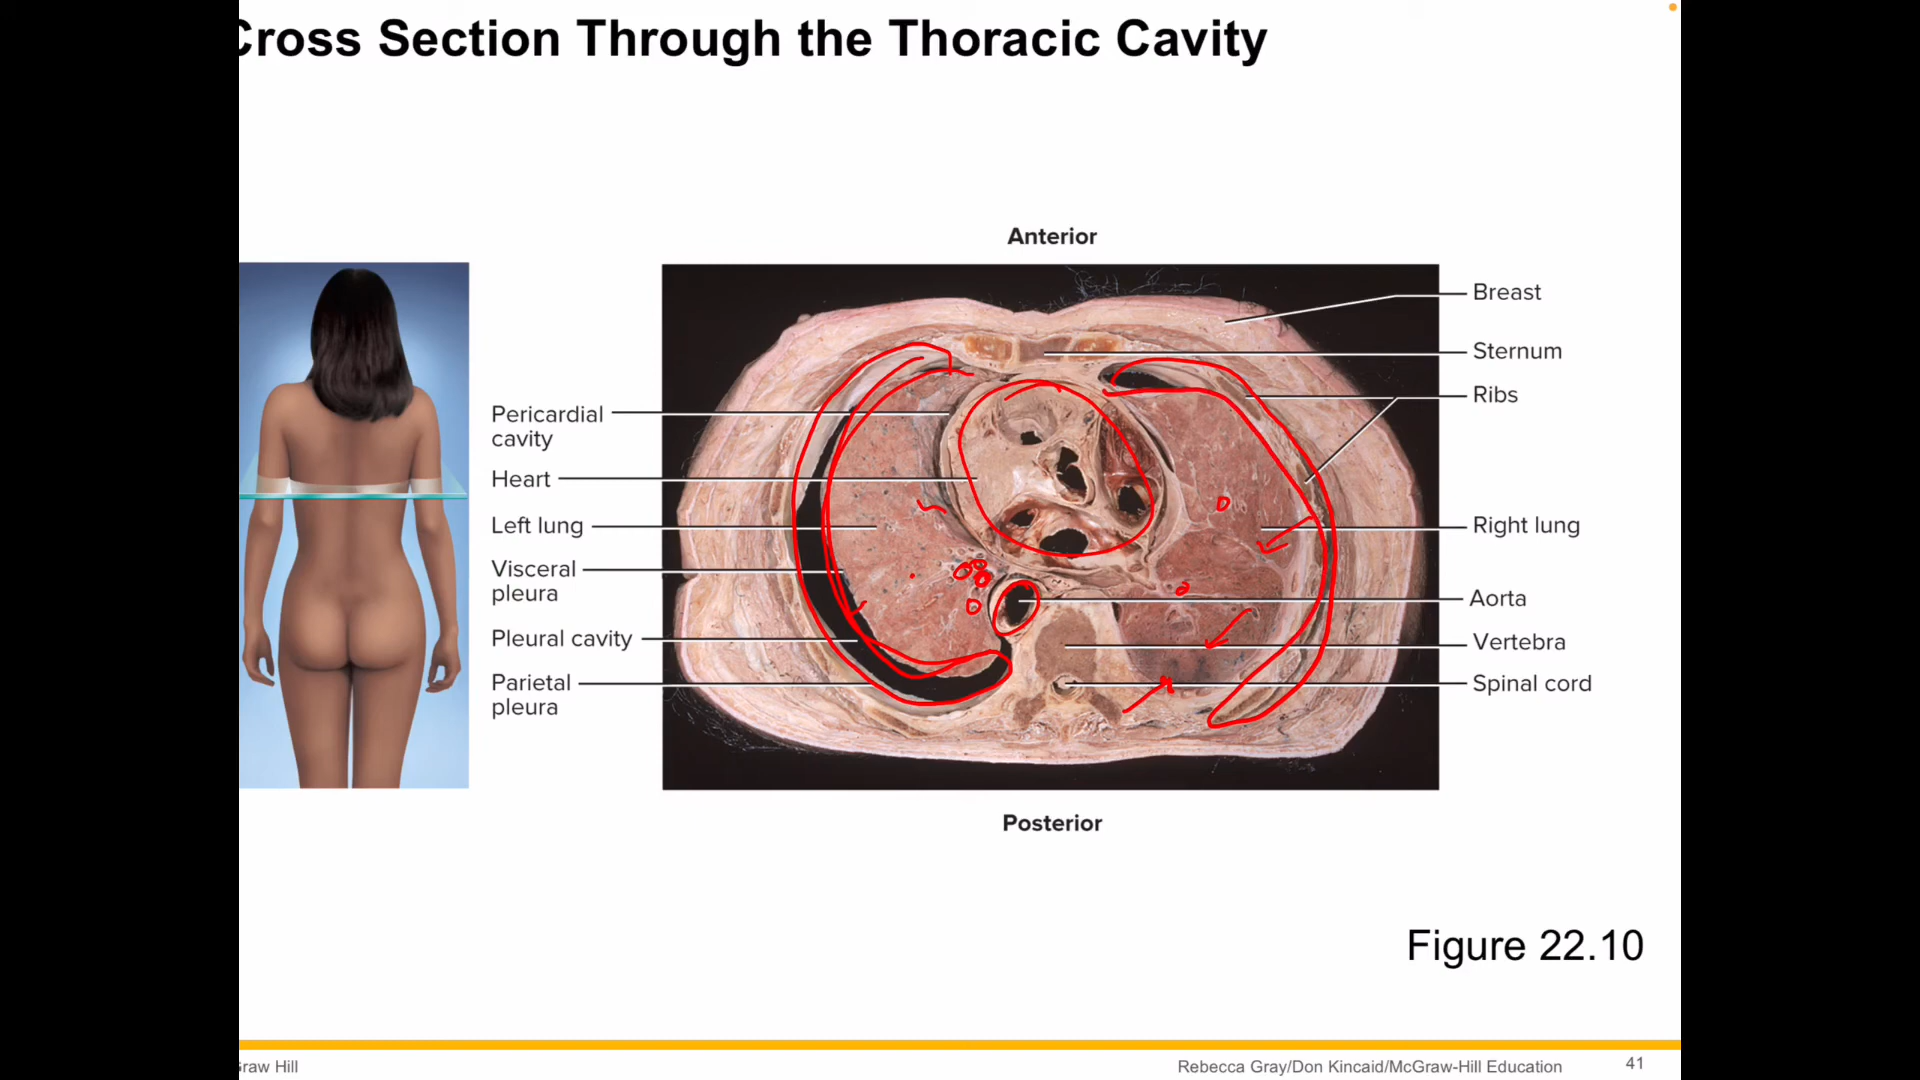 Cross Section Through the Thoracic Cavity
Anterior
Breast
Sternum
Ribs
Pericardial
cavity
Heart
Left lung
Visceral
pleura
Pleural cavity
Parietal
pleura
Right lung
Aorta
Vertebra
Spinal cord
Posterior
Figure 22.10
Graw Hill
Rebecca Gray/Don Kincaid/McGraw-Hill Education
41